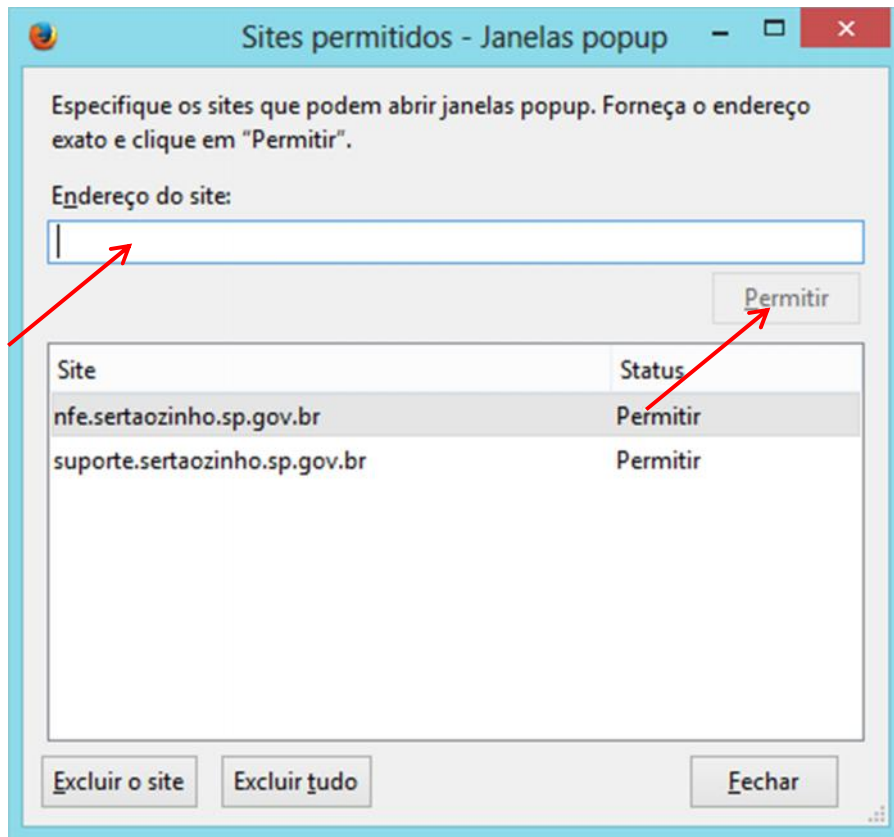 Sites permitidos - Janelas popup
Especifique os sites que podem abrir janelas popup. Forneça o endereço
exato e clique em “Permitir”.
Endereço do site:
Permitir
Site Status
nfe.sertaozinho.sp.gov.br Permitir
suporte.sertaozinho.sp.gov.br Permitir
Excluir o site Excluir tudo Fechar